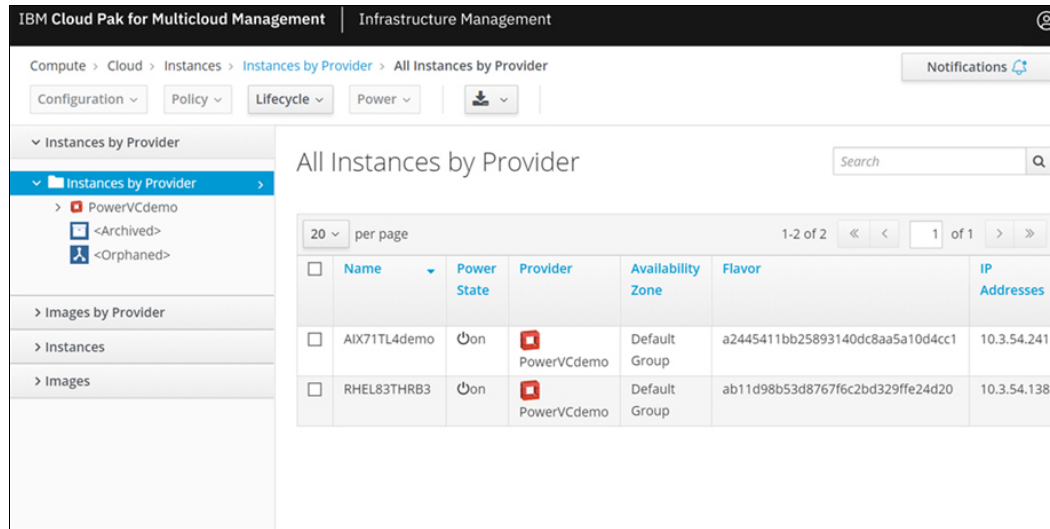 IBM Cloud Pak for Multicloud Management | Infrastructure Management
Compute > Cloud > Instances > Instances by Provider > All Instances by Provider
Notifications
Configuration Policy Lifecycle Power
Instances by Provider
Instances by Provider
PowerVCdemo
<Archived>
<Orphaned>
Images by Provider
Instances
Images
All Instances by Provider
Search
20 per page
1-2 of 2 « < 1 of 1 > »
Name Power State Provider Availability Zone Flavor IP Addresses
AIX71TL4demo on PowerVCdemo Default Group a2445411bb25893140dc8aa5a10d4cc1 10.3.54.241
RHEL83THRB3 on PowerVCdemo Default Group ab11d98b53d8767f6c2bd329ffe24d20 10.3.54.138